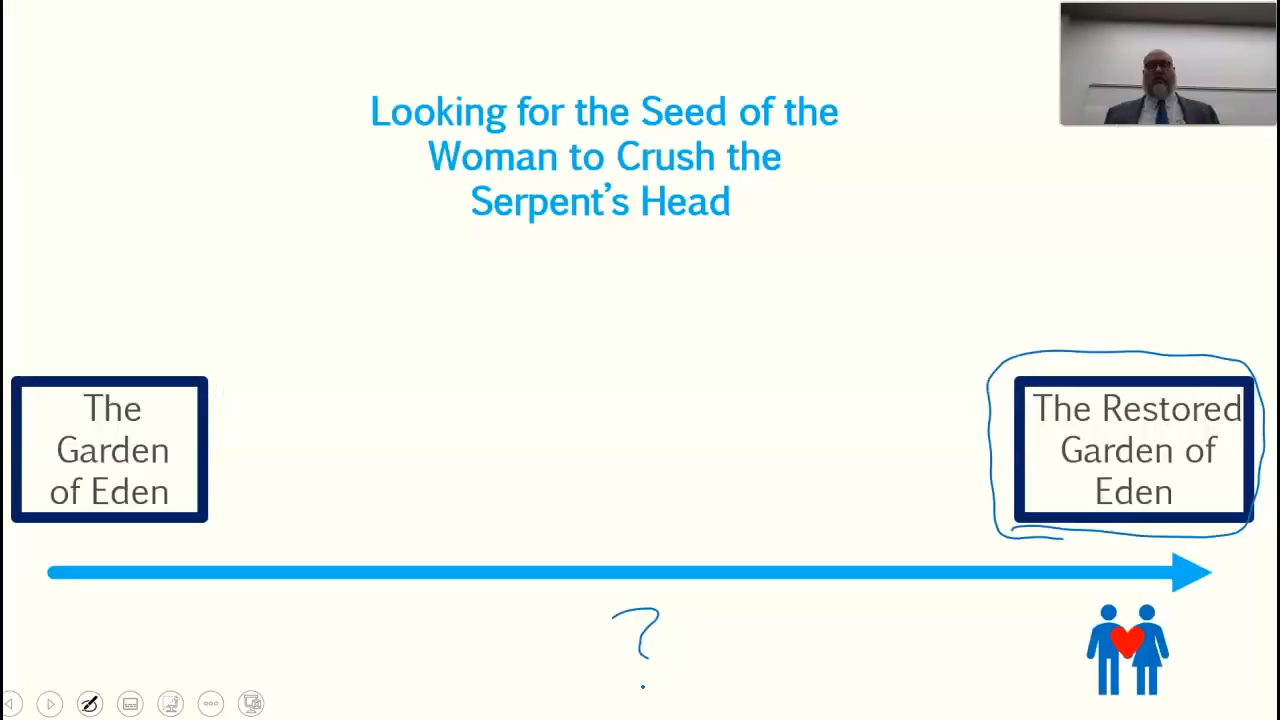 Looking for the Seed of the
Woman to Crush the
Serpent's Head
The
Garden
of Eden
The Restored
Garden of
Eden
?